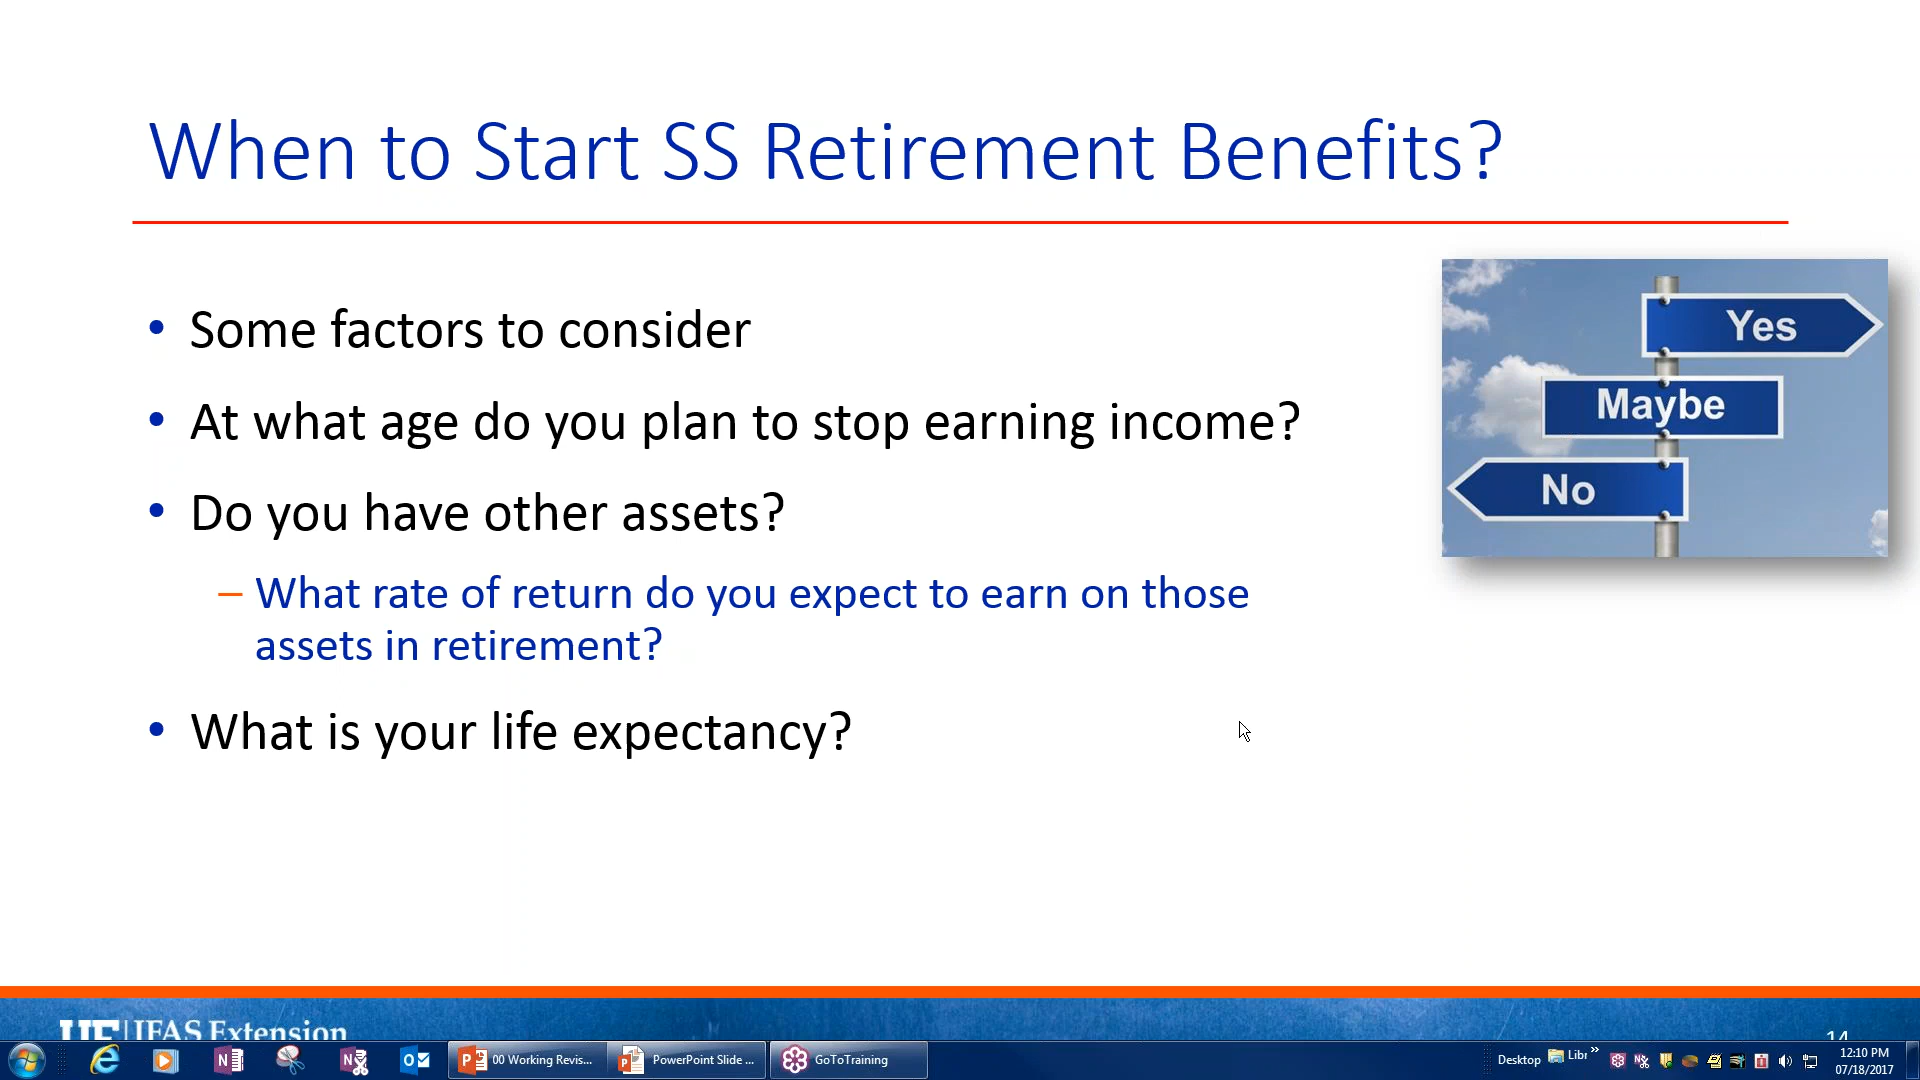 When to Start SS Retirement Benefits?
• Some factors to consider
• At what age do you plan to stop earning income?
• Do you have other assets?
– What rate of return do you expect to earn on those
assets in retirement?
• What is your life expectancy?
Yes
Maybe
No
UF | IFAS Extension
14
00 Working Revis...
PowerPoint Slide ...
GoToTraining
Desktop
Libr
»
12:10 PM
07/18/2017